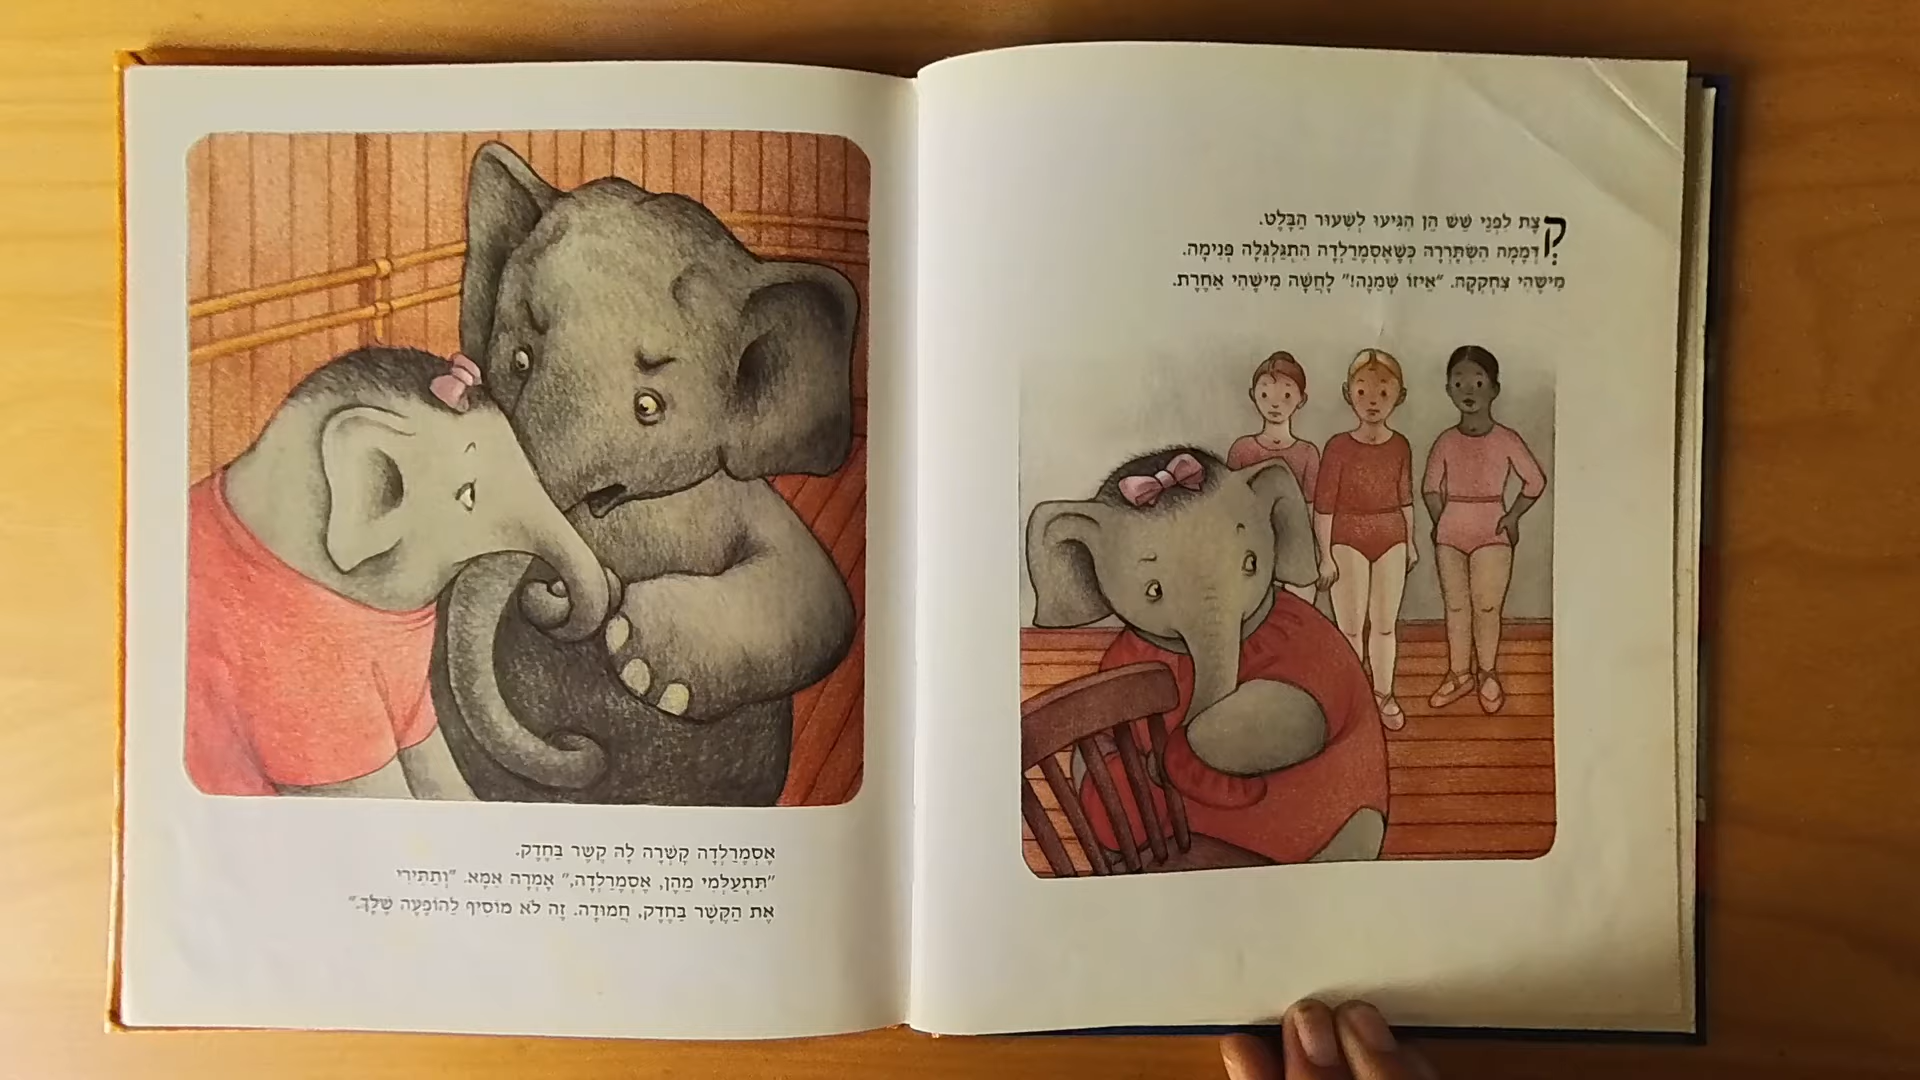 קְצָת לִפְנֵי שֵׁשׁ הֵן הִגִּיעוּ לְשִׁעוּר הַבָּלֶט.
דְּמָמָה הִשְׂתָּרְרָה כְּשֶׁאֶסְמֶרַלְדָה הִתְגַּלְגְּלָה פְּנִימָה.
מִישֶׁהִי צִחְקְקָה. "אֵיזוֹ שְׁמֵנָה!" לָחֲשָׁה מִישֶׁהִי אַחֶרֶת.
אֶסְמֶרַלְדָה קָשְׁרָה לָהּ קֶשֶׁר בַּחֶדֶק.
"תִּתְעַלְּמִי מֵהֶן, אֶסְמֶרַלְדָה," אָמְרָה אִמָּא. "וְתַתִּירִי
אֶת הַקֶּשֶׁר בַּחֶדֶק, חֲמוּדָה. זֶה לֹא מוֹסִיף לַהוֹפָעָה שֶׁלָּךְ."